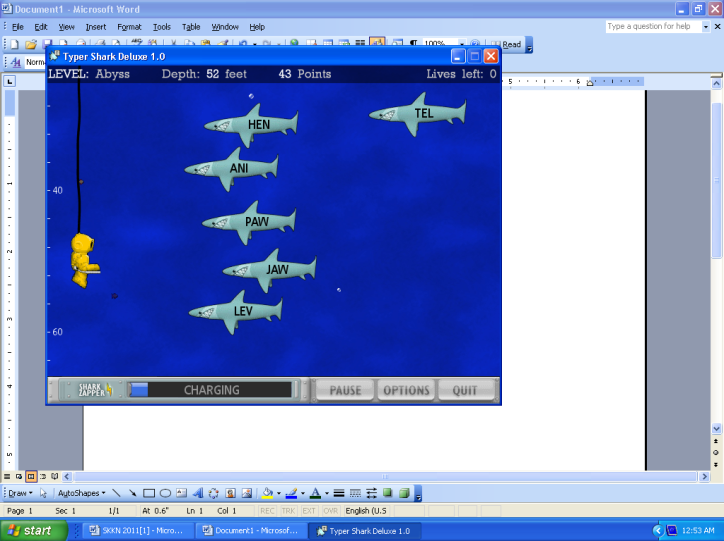 Document1 - Microsoft Word
File Edit View Insert Format Tools Table Window Help
Type a question for help
100%
Read
Typer Shark Deluxe 1.0
LEVEL: Abyss Depth: 52 feet 43 Points Lives left: 0
5 6 7
HEN
TEL
ANI
40
PAW
JAW
LEV
60
SHARK ZAPPER CHARGING PAUSE OPTIONS QUIT
Draw AutoShapes
Page 1 Sec 1 1/1 At 0.6" Ln 1 Col 1 REC TRK EXT OVR English (U.S
start SKKN 2011[1] - Micro... Document1 - Microsof... Typer Shark Deluxe 1.0 12:53 AM